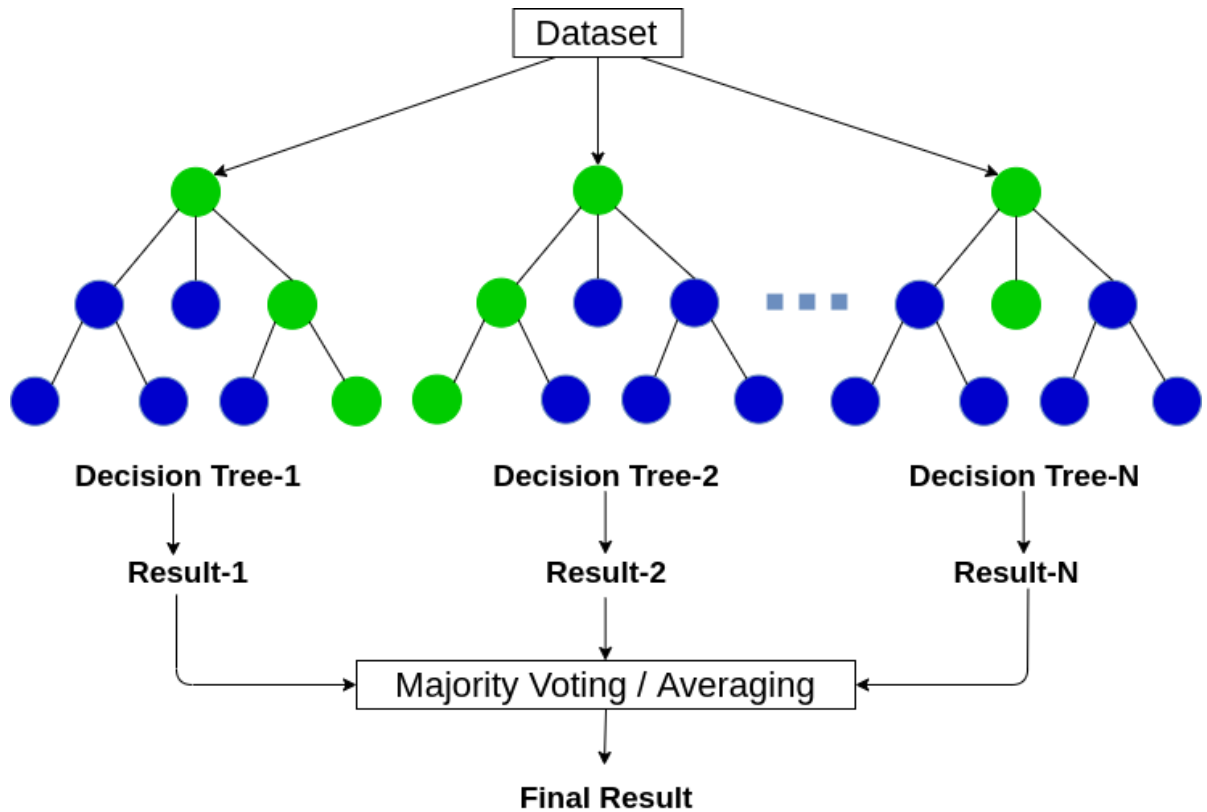 Dataset
Decision Tree-1
Decision Tree-2
Decision Tree-N
Result-1
Result-2
Result-N
Majority Voting / Averaging
Final Result